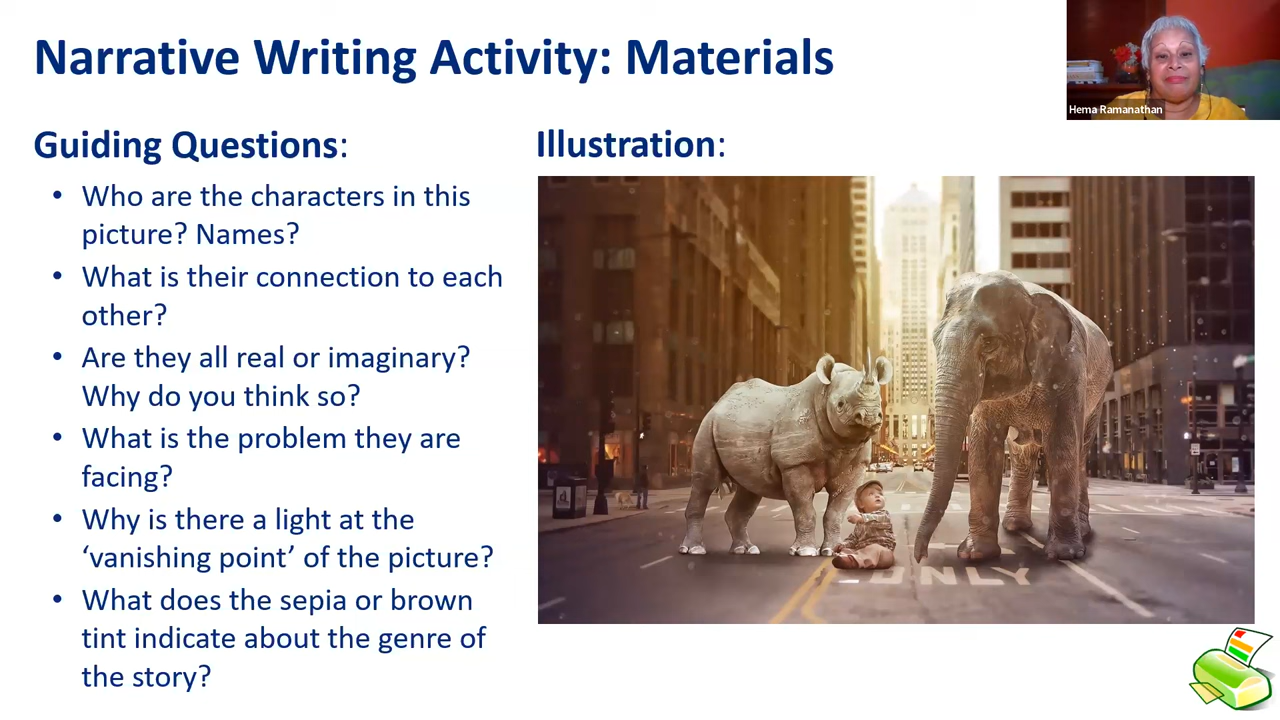 Narrative Writing Activity: Materials
Hema Ramanathan
Guiding Questions:
• Who are the characters in this
picture? Names?
• What is their connection to each
other?
• Are they all real or imaginary?
Why do you think so?
• What is the problem they are
facing?
• Why is there a light at the
‘vanishing point’ of the picture?
• What does the sepia or brown
tint indicate about the genre of
the story?
Illustration:
ONLY